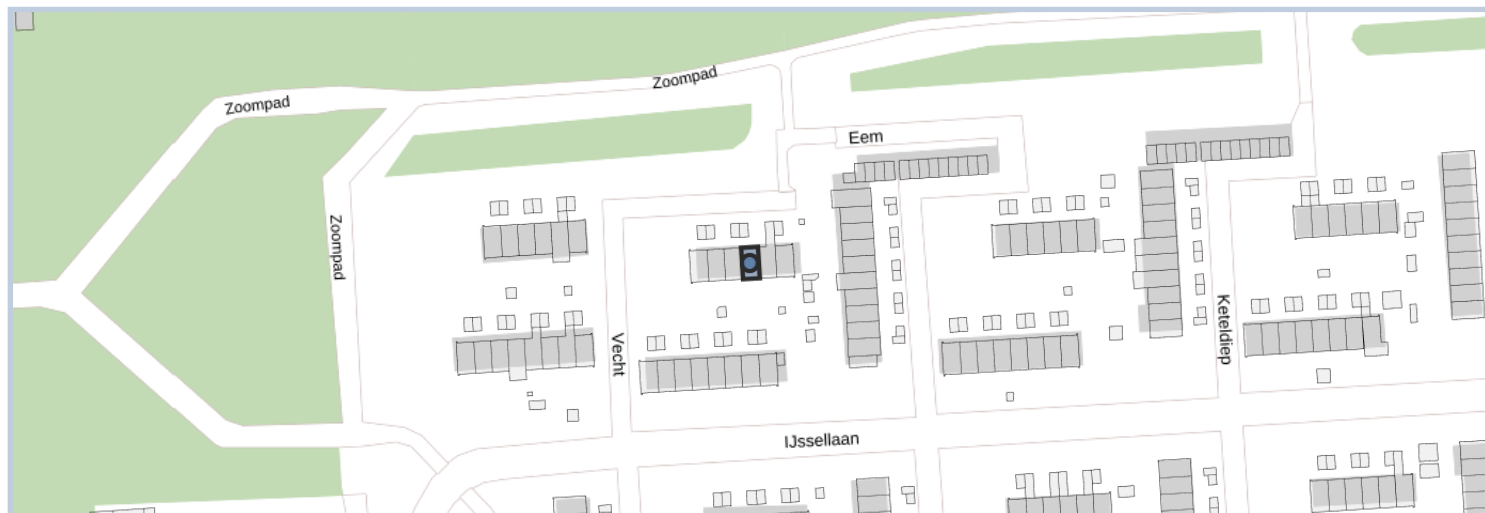 Zoompad
Zoompad
Eem
Zoompad
Vecht
Keteldiep
IJssellaan